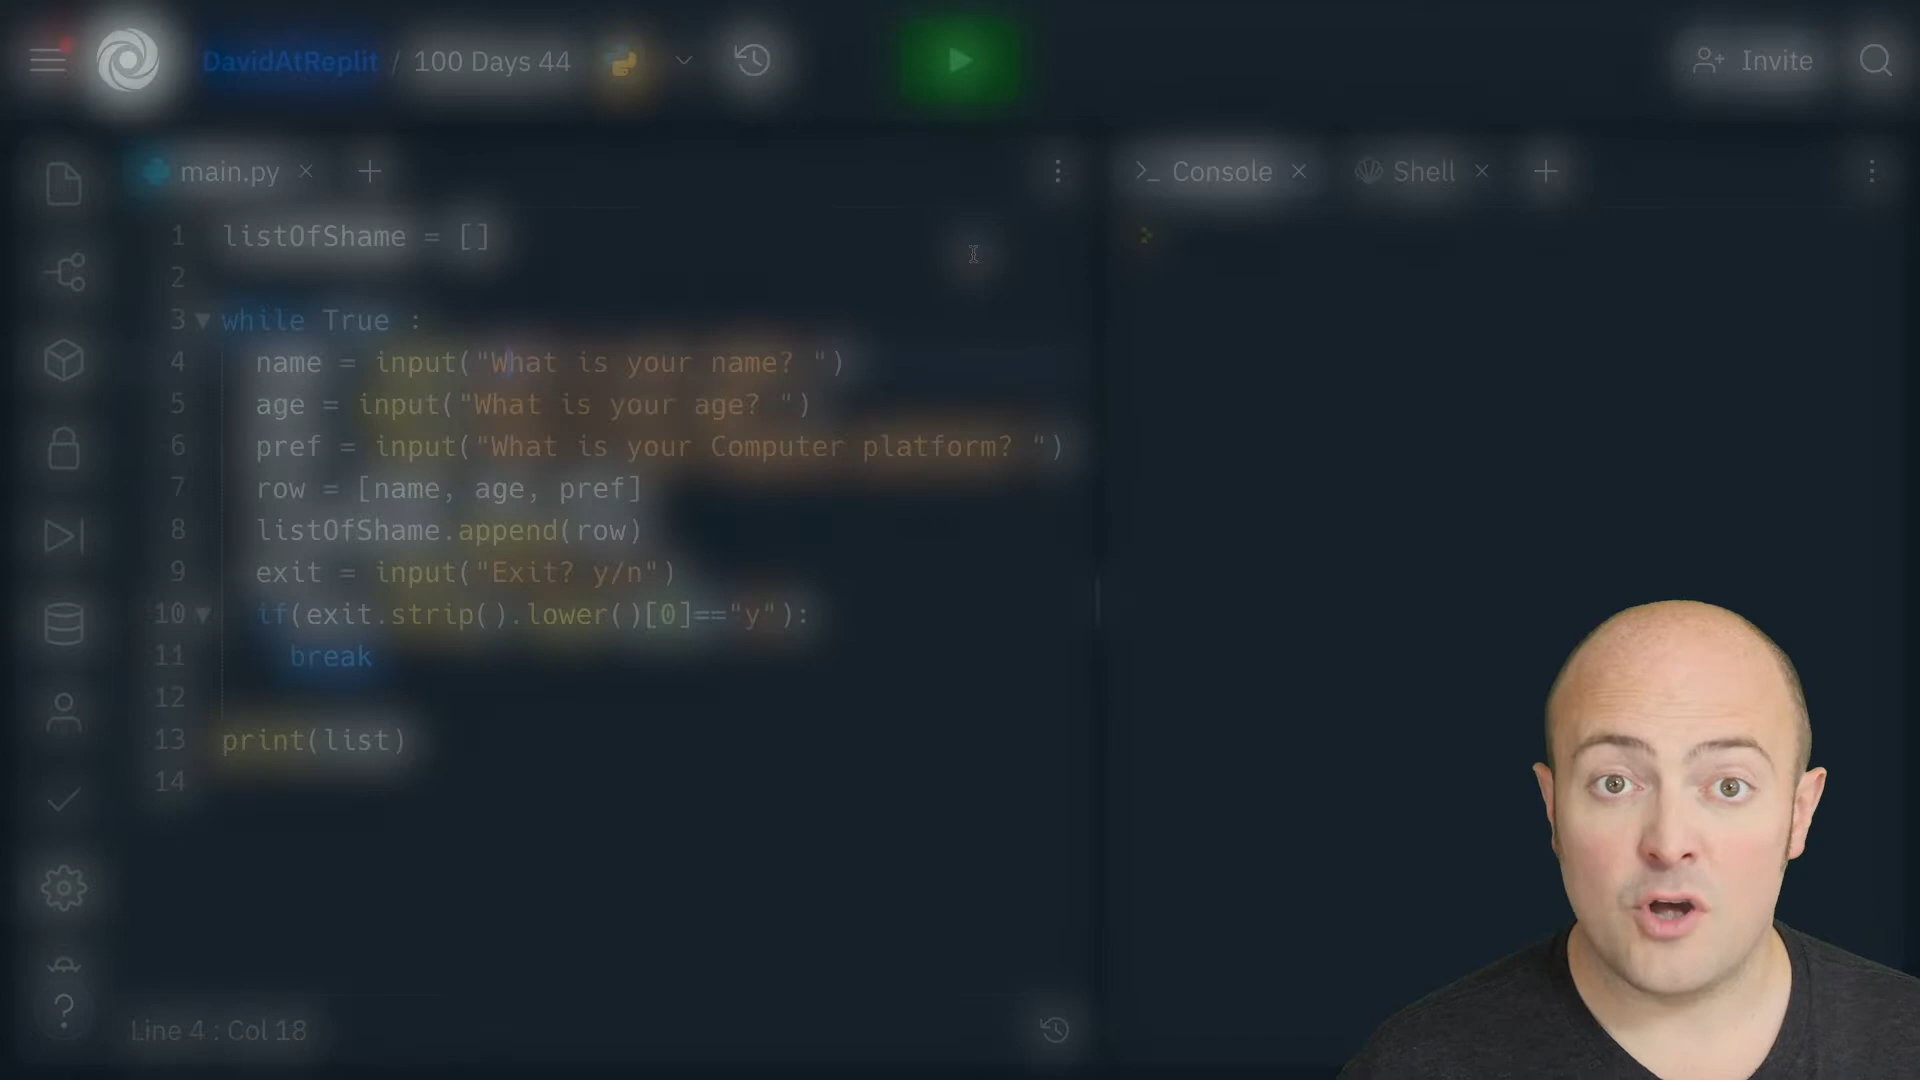 DavidAtReplit / 100 Days 44
Invite
main.py
Console
Shell
1 listOfShame = []
2
3 while True :
4 name = input("What is your name? ")
5 age = input("What is your age? ")
6 pref = input("What is your Computer platform? ")
7 row = [name, age, pref]
8 listOfShame.append(row)
9 exit = input("Exit? y/n")
10 if(exit.strip().lower()[0]=="y"):
11 break
12
13 print(list)
14
Line 4 : Col 18